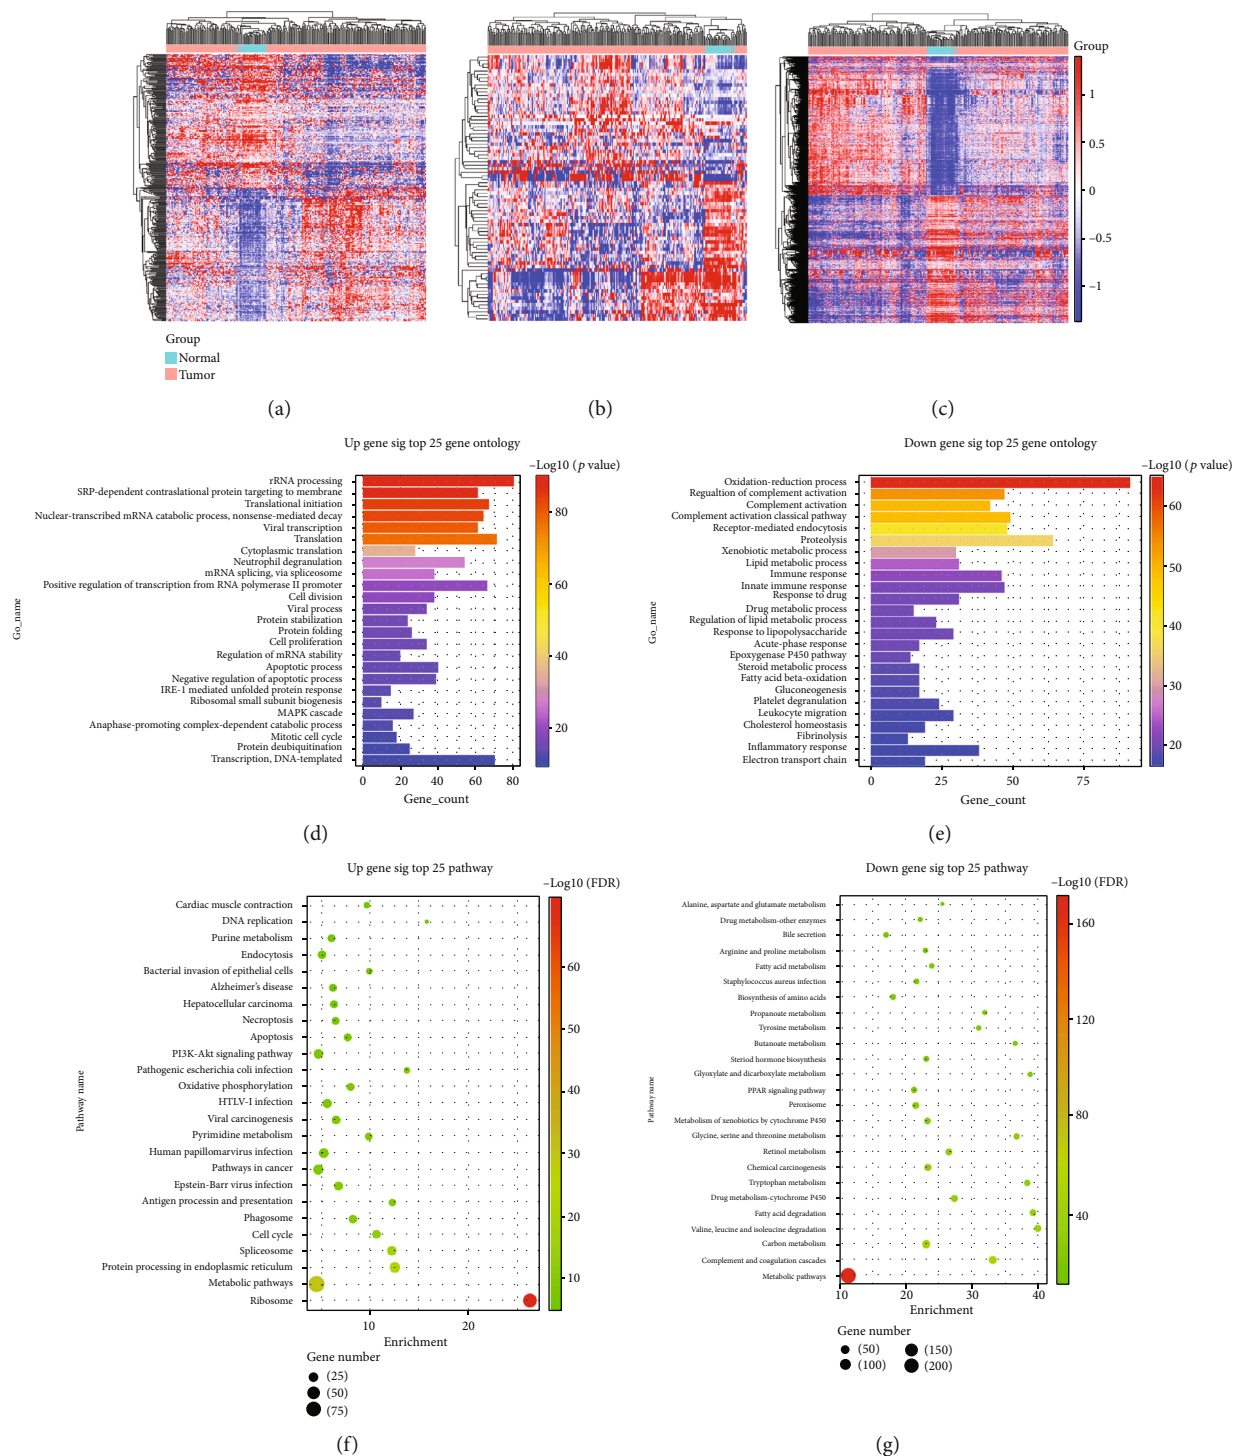 Group
1
0.5
0
−0.5
−1
Group
Normal
Tumor
(a)
(b)
(c)
Up gene sig top 25 gene ontology
−Log10 (p value)
80
60
40
20
Go_name
rRNA processing
SRP-dependent contraslational protein targeting to membrane
Translational initiation
Nuclear-transcribed mRNA catabolic process, nonsense-mediated decay
Viral transcription
Translation
Cytoplasmic translation
Neutrophil degranulation
mRNA splicing, via spliceosome
Positive regulation of transcription from RNA polymerase II promoter
Cell division
Viral process
Protein stabilization
Protein folding
Cell proliferation
Regulation of mRNA stability
Apoptotic process
Negative regulation of apoptotic process
IRE-1 mediated unfolded protein response
Ribosomal small subunit biogenesis
MAPK cascade
Anaphase-promoting complex-dependent catabolic process
Mitotic cell cycle
Protein deubiquitination
Transcription, DNA-templated
0 20 40 60 80
Gene_count
(d)
Down gene sig top 25 gene ontology
−Log10 (p value)
60
50
40
30
20
Go_name
Oxidation-reduction process
Regualtion of complement activation
Complement activation
Complement activation classical pathway
Receptor-mediated endocytosis
Proteolysis
Xenobiotic metabolic process
Lipid metabolic process
Immune response
Innate immune response
Response to drug
Drug metabolic process
Regulation of lipid metabolic process
Response to lipopolysaccharide
Acute-phase response
Epoxygenase P450 pathway
Steroid metabolic process
Fatty acid beta-oxidation
Gluconeogenesis
Platelet degranulation
Leukocyte migration
Cholesterol homeostasis
Fibrinolysis
Inflammatory response
Electron transport chain
0 25 50 75
Gene_count
(e)
Up gene sig top 25 pathway
−Log10 (FDR)
60
50
40
30
20
10
Pathway name
Cardiac muscle contraction
DNA replication
Purine metabolism
Endocytosis
Bacterial invasion of epithelial cells
Alzheimer's disease
Hepatocellular carcinoma
Necroptosis
Apoptosis
PI3K-Akt signaling pathway
Pathogenic escherichia coli infection
Oxidative phosphorylation
HTLV-I infection
Viral carcinogenesis
Pyrimidine metabolism
Human papillomarvirus infection
Pathways in cancer
Epstein-Barr virus infection
Antigen processin and presentation
Phagosome
Cell cycle
Spliceosome
Protein processing in endoplasmic reticulum
Metabolic pathways
Ribosome
10 20
Enrichment
Gene number
(25)
(50)
(75)
(f)
Down gene sig top 25 pathway
−Log10 (FDR)
160
120
80
40
Pathway name
Alanine, aspartate and glutamate metabolism
Drug metabolism-other enzymes
Bile secretion
Arginine and proline metabolism
Fatty acid metabolism
Staphylococcus aureus infection
Biosynthesis of amino acids
Propanoate metabolism
Tyrosine metabolism
Butanoate metabolism
Steriod hormone biosynthesis
Glyoxylate and dicarboxylate metabolism
PPAR signaling pathway
Peroxisome
Metabolism of xenobiotics by cytochrome P450
Glycine, serine and threonine metabolism
Retinol metabolism
Chemical carcinogenesis
Tryptophan metabolism
Drug metabolism-cytochrome P450
Fatty acid degradation
Valine, leucine and isoleucine degradation
Carbon metabolism
Complement and coagulation cascades
Metabolic pathways
10 20 30 40
Enrichment
Gene number
(50) (150)
(100) (200)
(g)